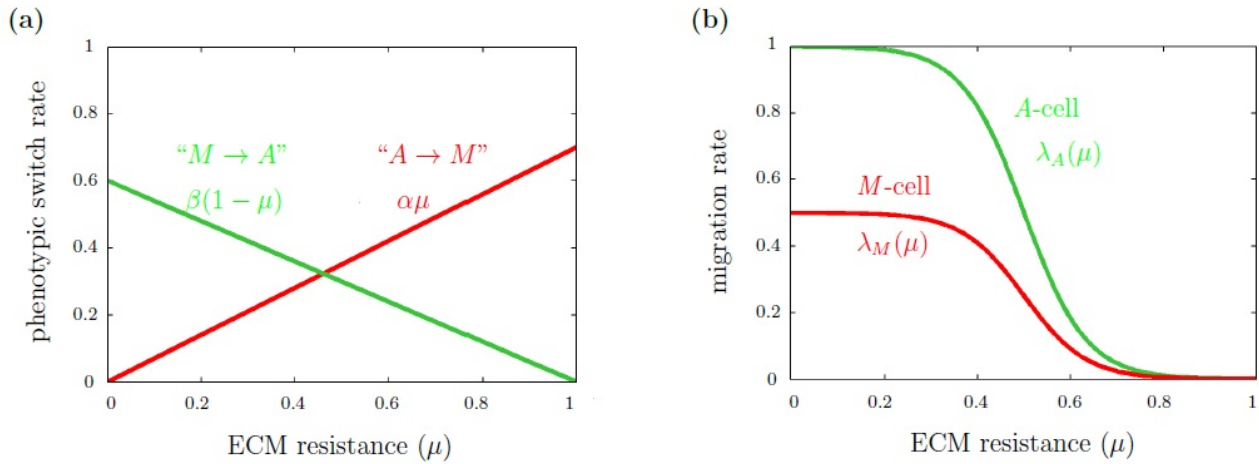 (a)
phenotypic switch rate
1
0.8
0.6
0.4
0.2
0
“M → A”
β(1 − μ)
“A → M”
αμ
0
0.2
0.4
0.6
0.8
1
ECM resistance (μ)
(b)
migration rate
1
0.8
0.6
0.4
0.2
0
A-cell
λ_A(μ)
M-cell
λ_M(μ)
0
0.2
0.4
0.6
0.8
1
ECM resistance (μ)